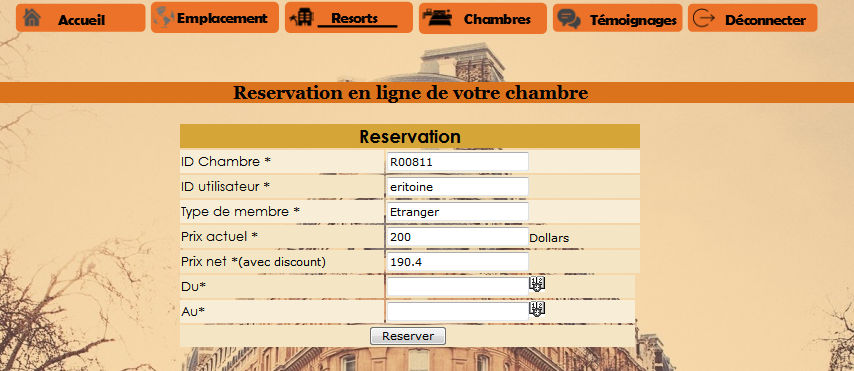 Accueil Emplacement Resorts Chambres Témoignages Déconnecter
Reservation en ligne de votre chambre
Reservation
ID Chambre * R00811
ID utilisateur * eritoine
Type de membre * Etranger
Prix actuel * 200 Dollars
Prix net *(avec discount) 190.4
Du*
Au*
Reserver